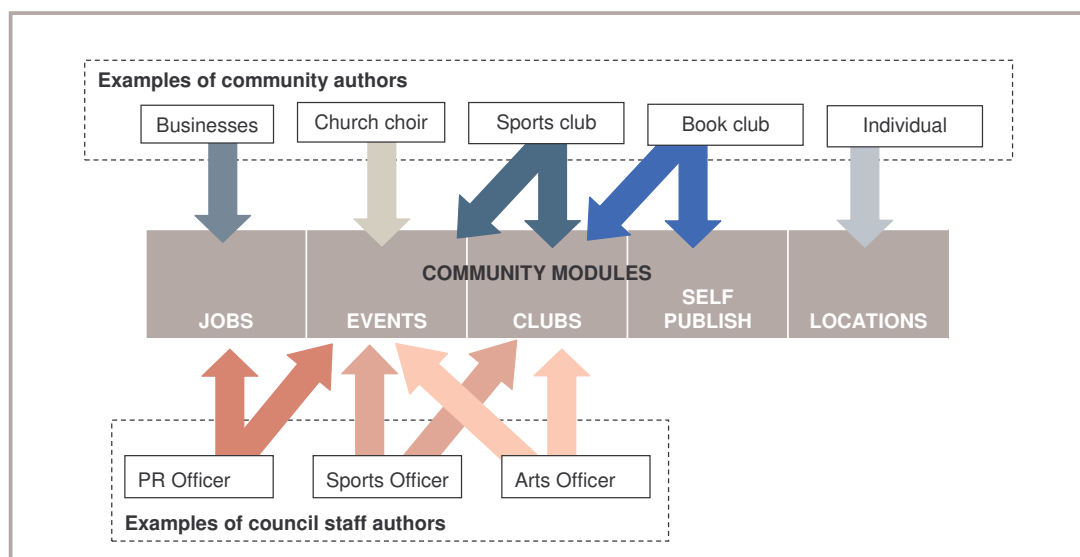 Examples of community authors
Businesses
Church choir
Sports club
Book club
Individual
COMMUNITY MODULES
JOBS
EVENTS
CLUBS
SELF
PUBLISH
LOCATIONS
PR Officer
Sports Officer
Arts Officer
Examples of council staff authors